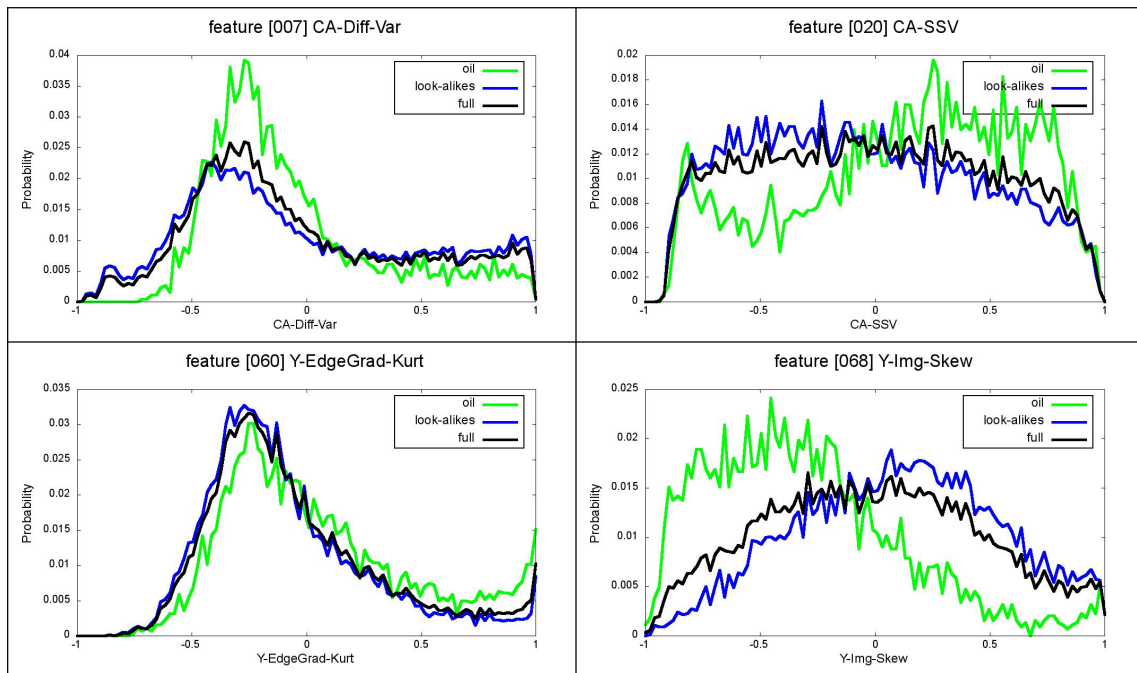 feature [007] CA-Diff-Var
0.04
0.035
0.03
0.025
0.02
0.015
0.01
0.005
0
Probability
oil
look-alikes
full
-1 -0.5 0 0.5 1
CA-Diff-Var
feature [020] CA-SSV
0.02
0.018
0.016
0.014
0.012
0.01
0.008
0.006
0.004
0.002
0
Probability
oil
look-alikes
full
-1 -0.5 0 0.5 1
CA-SSV
feature [060] Y-EdgeGrad-Kurt
0.035
0.03
0.025
0.02
0.015
0.01
0.005
0
Probability
oil
look-alikes
full
-1 -0.5 0 0.5 1
Y-EdgeGrad-Kurt
feature [068] Y-Img-Skew
0.025
0.02
0.015
0.01
0.005
0
Probability
oil
look-alikes
full
-1 -0.5 0 0.5 1
Y-Img-Skew